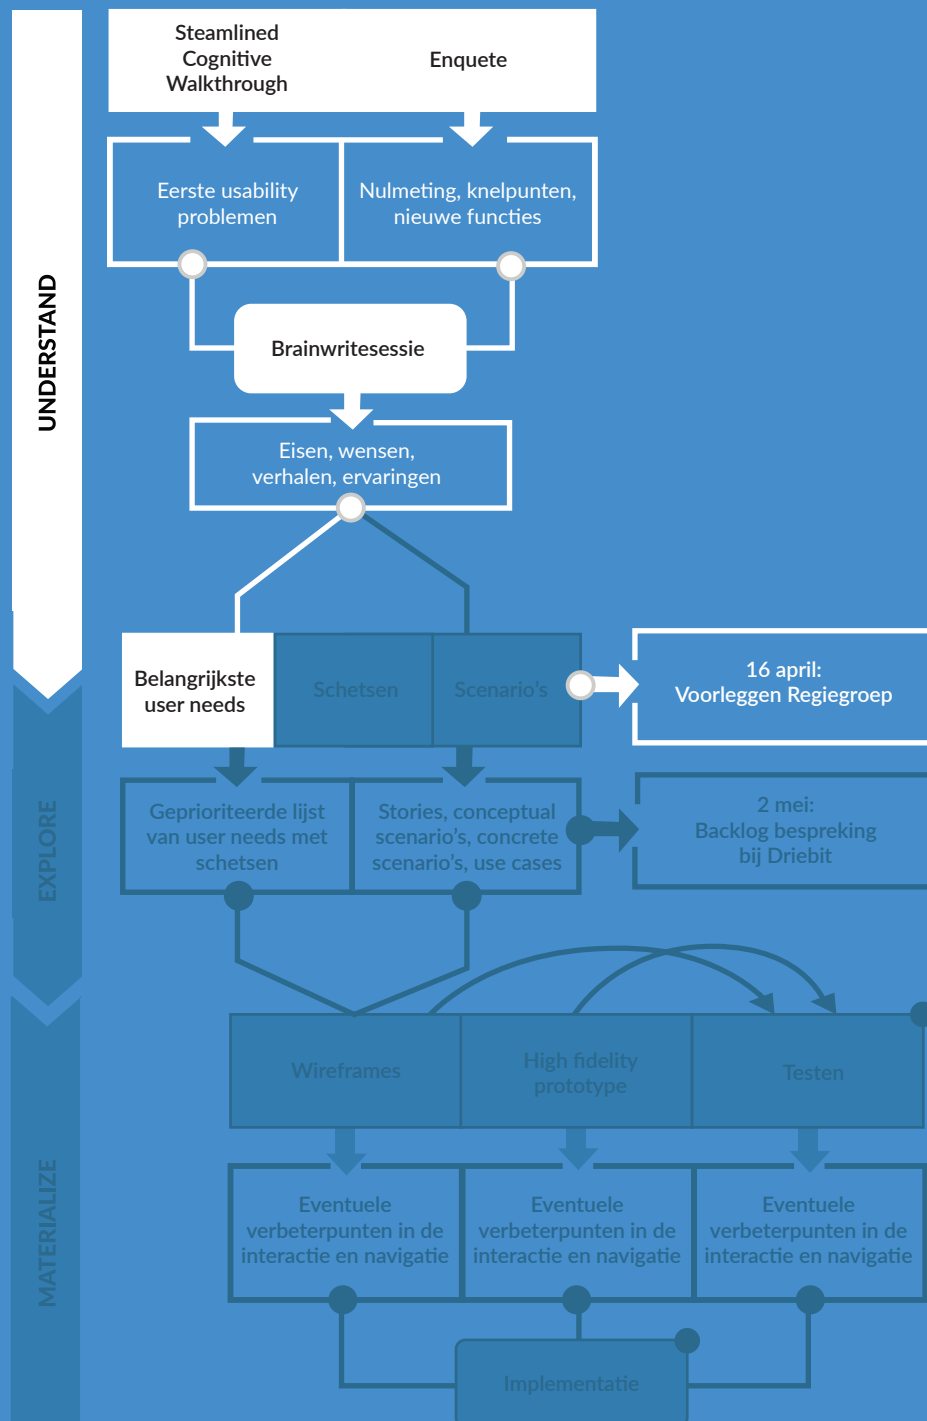 Steamlined
Cognitive
Walkthrough
Enquete
Eerste usability
problemen
Nulmeting, knelpunten,
nieuwe functies
UNDERSTAND
Brainwritesessie
Eisen, wensen,
verhalen, ervaringen
Belangrijkste
user needs
Schetsen
Scenario's
16 april:
Voorleggen Regiegroep
EXPLORE
Geprioriteerde lijst
van user needs met
schetsen
Stories, conceptual
scenario's, concrete
scenario's, use cases
2 mei:
Backlog bespreking
bij Driebit
MATERIALIZE
Wireframes
High fidelity
prototype
Testen
Eventuele
verbeterpunten in de
interactie en navigatie
Eventuele
verbeterpunten in de
interactie en navigatie
Eventuele
verbeterpunten in de
interactie en navigatie
Implementatie